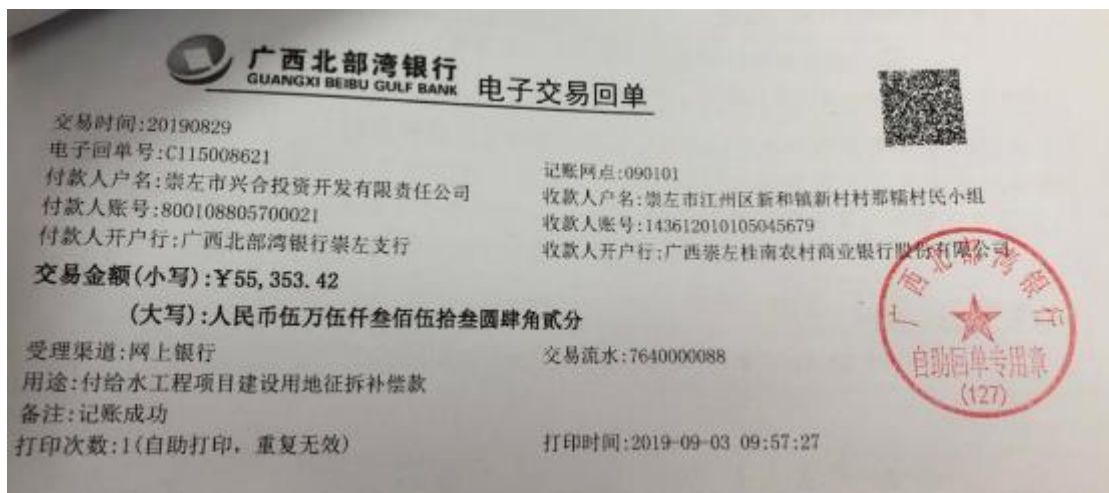 广西北部湾银行
GUANGXI BEIBU GULF BANK
电子交易回单
交易时间:20190829
电子回单号:C115008621
记账网点:090101
付款人户名:崇左市兴合投资开发有限责任公司
收款人户名:崇左市江州区新和镇新村村那糯村民小组
付款人账号:800108805700021
收款人账号:143612010105045679
付款人开户行:广西北部湾银行崇左支行
收款人开户行:广西崇左桂南农村商业银行股份有限公司
交易金额(小写):¥55,353.42
(大写):人民币伍万伍仟叁佰伍拾叁圆肆角贰分
受理渠道:网上银行
交易流水:7640000088
用途:付给水工程项目建设用地征拆补偿款
备注:记账成功
打印次数:1(自助打印, 重复无效)
打印时间:2019-09-03 09:57:27
广西北部湾银行
自助回单专用章
(127)